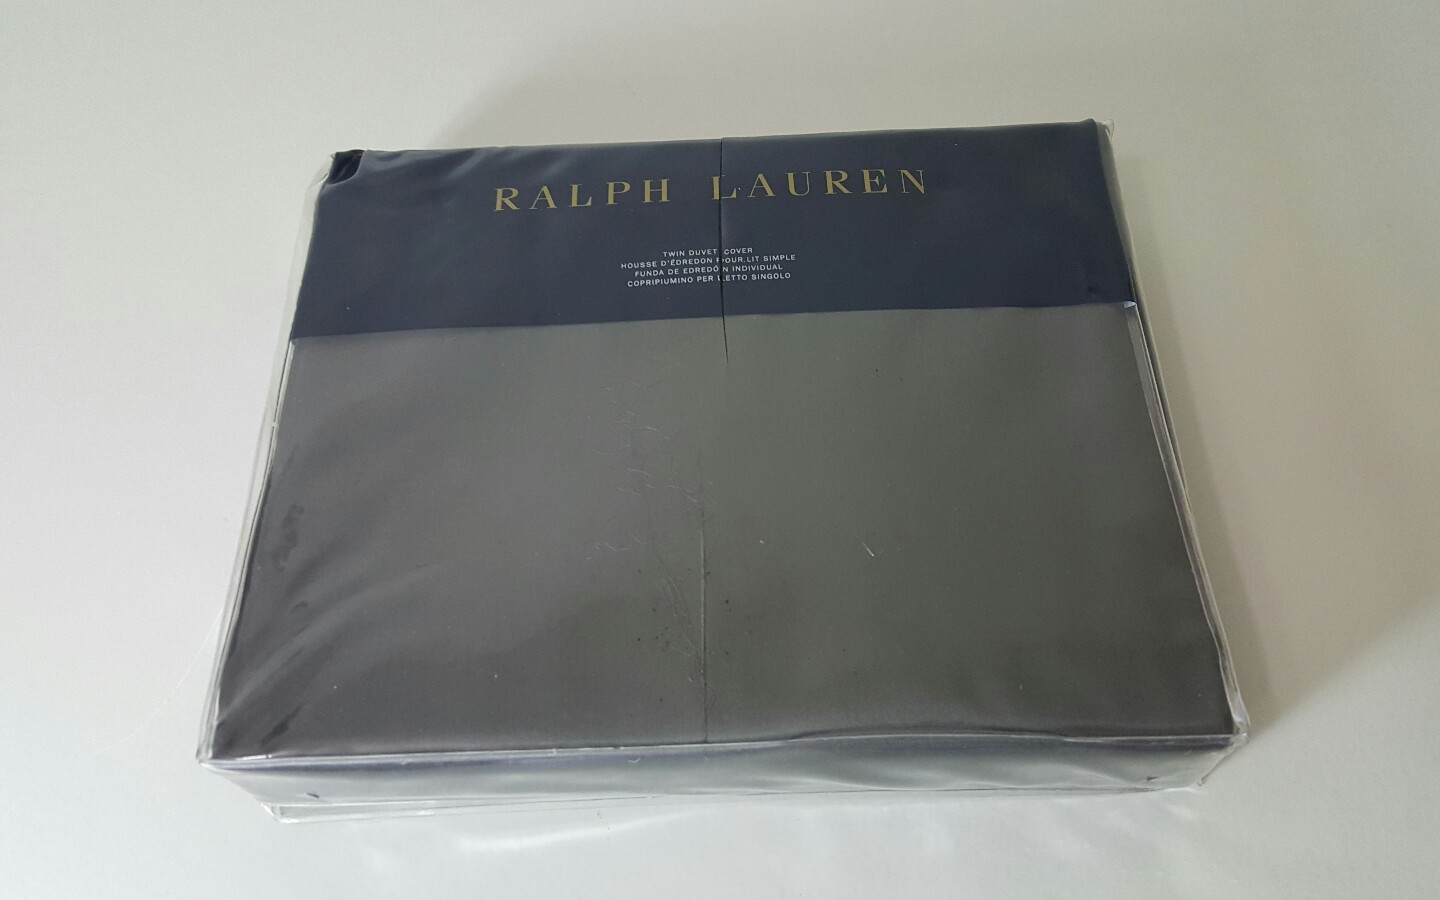 RALPH LAUREN
TWIN DUVET COVER
HOUSSE D'ÉDREDON POUR LIT SIMPLE
FUNDA DE EDREDÓN INDIVIDUAL
COPRIPIUMINO PER LETTO SINGOLO